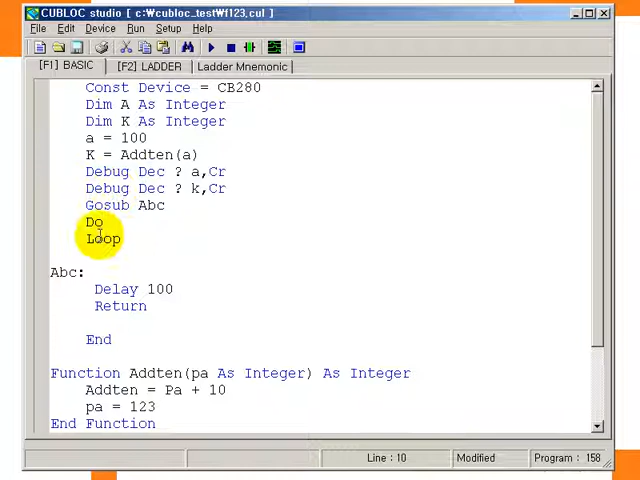 CUBLOC studio [ c:₩cubloc_test₩f123,cul ]
File Edit Device Run Setup Help
[F1] BASIC [F2] LADDER Ladder Mnemonic
Const Device = CB280
Dim A As Integer
Dim K As Integer
a = 100
K = Addten(a)
Debug Dec ? a,Cr
Debug Dec ? k,Cr
Gosub Abc
Do
Loop
Abc:
Delay 100
Return
End
Function Addten(pa As Integer) As Integer
Addten = Pa + 10
pa = 123
End Function
Line : 10 Modified Program : 158